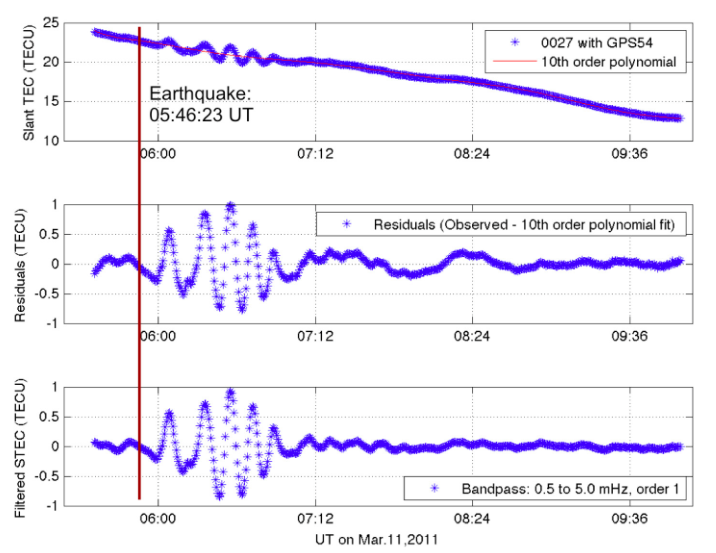 25
20
15
10
Slant TEC (TECU)
0027 with GPS54
10th order polynomial
Earthquake:
05:46:23 UT
06:00
07:12
08:24
09:36
1
0.5
0
-0.5
-1
Residuals (TECU)
Residuals (Observed - 10th order polynomial fit)
06:00
07:12
08:24
09:36
1
0.5
0
-0.5
-1
Filtered STEC (TECU)
Bandpass: 0.5 to 5.0 mHz, order 1
06:00
07:12
08:24
09:36
UT on Mar.11,2011